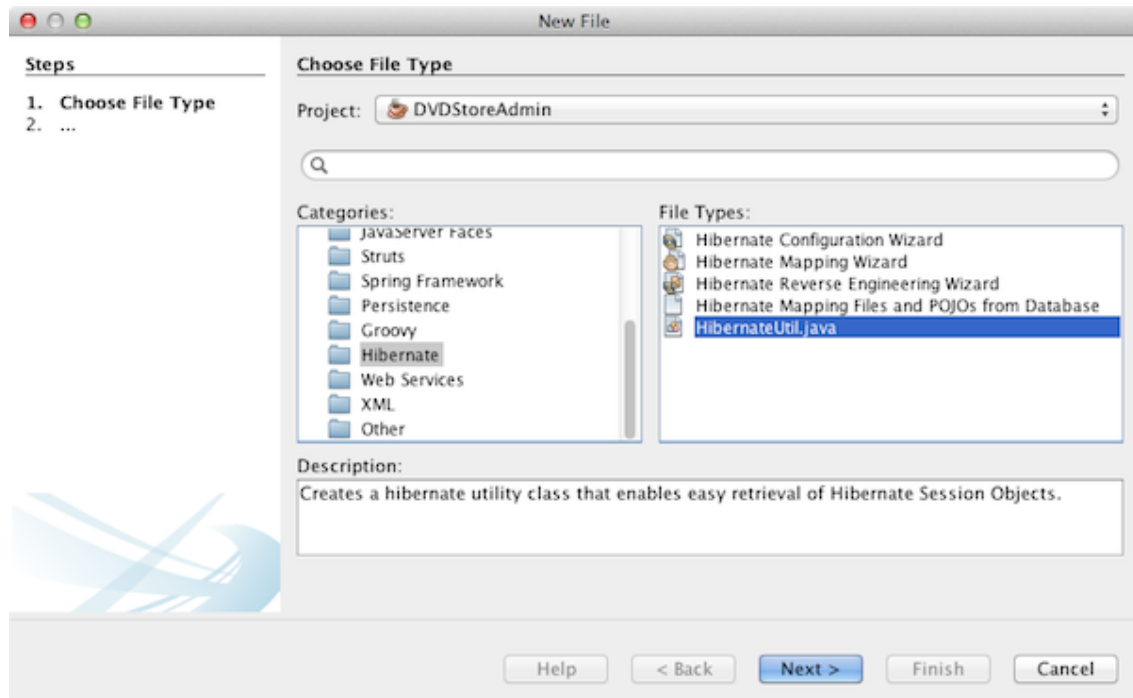 New File
Steps
1. Choose File Type
2. ...
Choose File Type
Project: DVDStoreAdmin
Categories:
JavaServer Faces
Struts
Spring Framework
Persistence
Groovy
Hibernate
Web Services
XML
Other
File Types:
Hibernate Configuration Wizard
Hibernate Mapping Wizard
Hibernate Reverse Engineering Wizard
Hibernate Mapping Files and POJOs from Database
HibernateUtil.java
Description:
Creates a hibernate utility class that enables easy retrieval of Hibernate Session Objects.
Help
< Back
Next >
Finish
Cancel